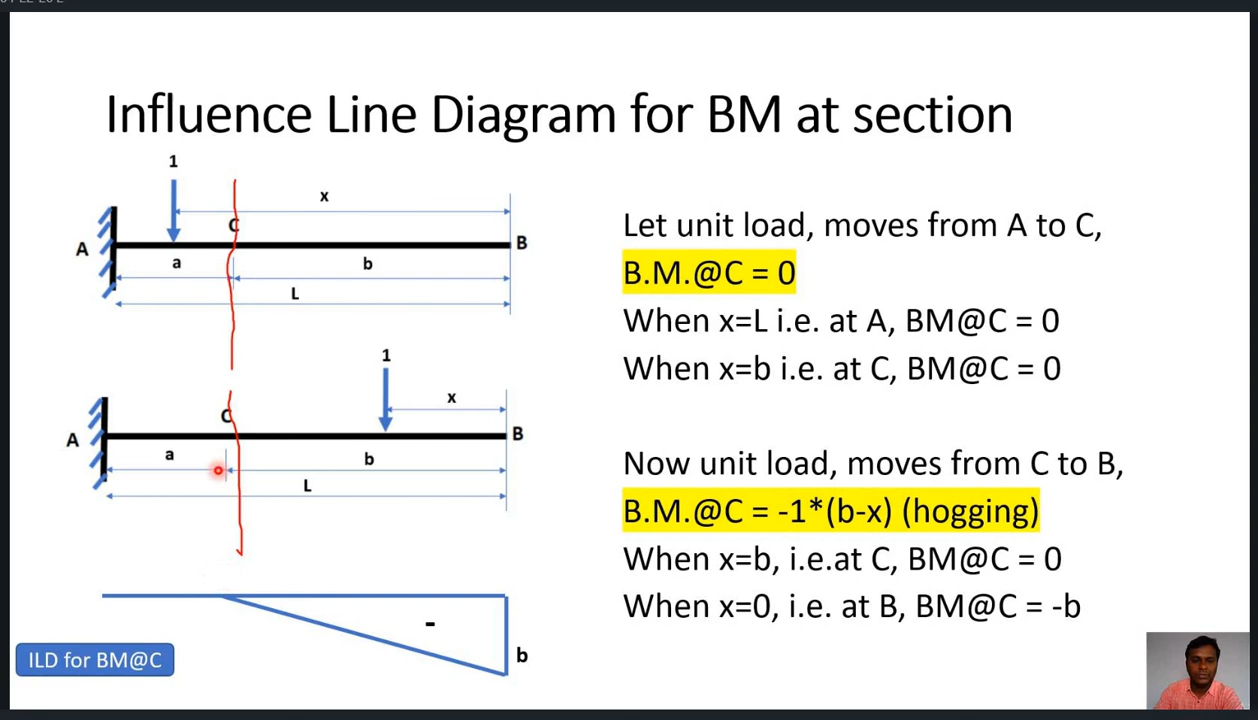 Influence Line Diagram for BM at section
1
x
C
A
B
a
b
L
1
x
C
A
B
a
b
L
-
b
ILD for BM@C
Let unit load, moves from A to C,
B.M.@C = 0
When x=L i.e. at A, BM@C = 0
When x=b i.e. at C, BM@C = 0
Now unit load, moves from C to B,
B.M.@C = -1*(b-x) (hogging)
When x=b, i.e.at C, BM@C = 0
When x=0, i.e. at B, BM@C = -b